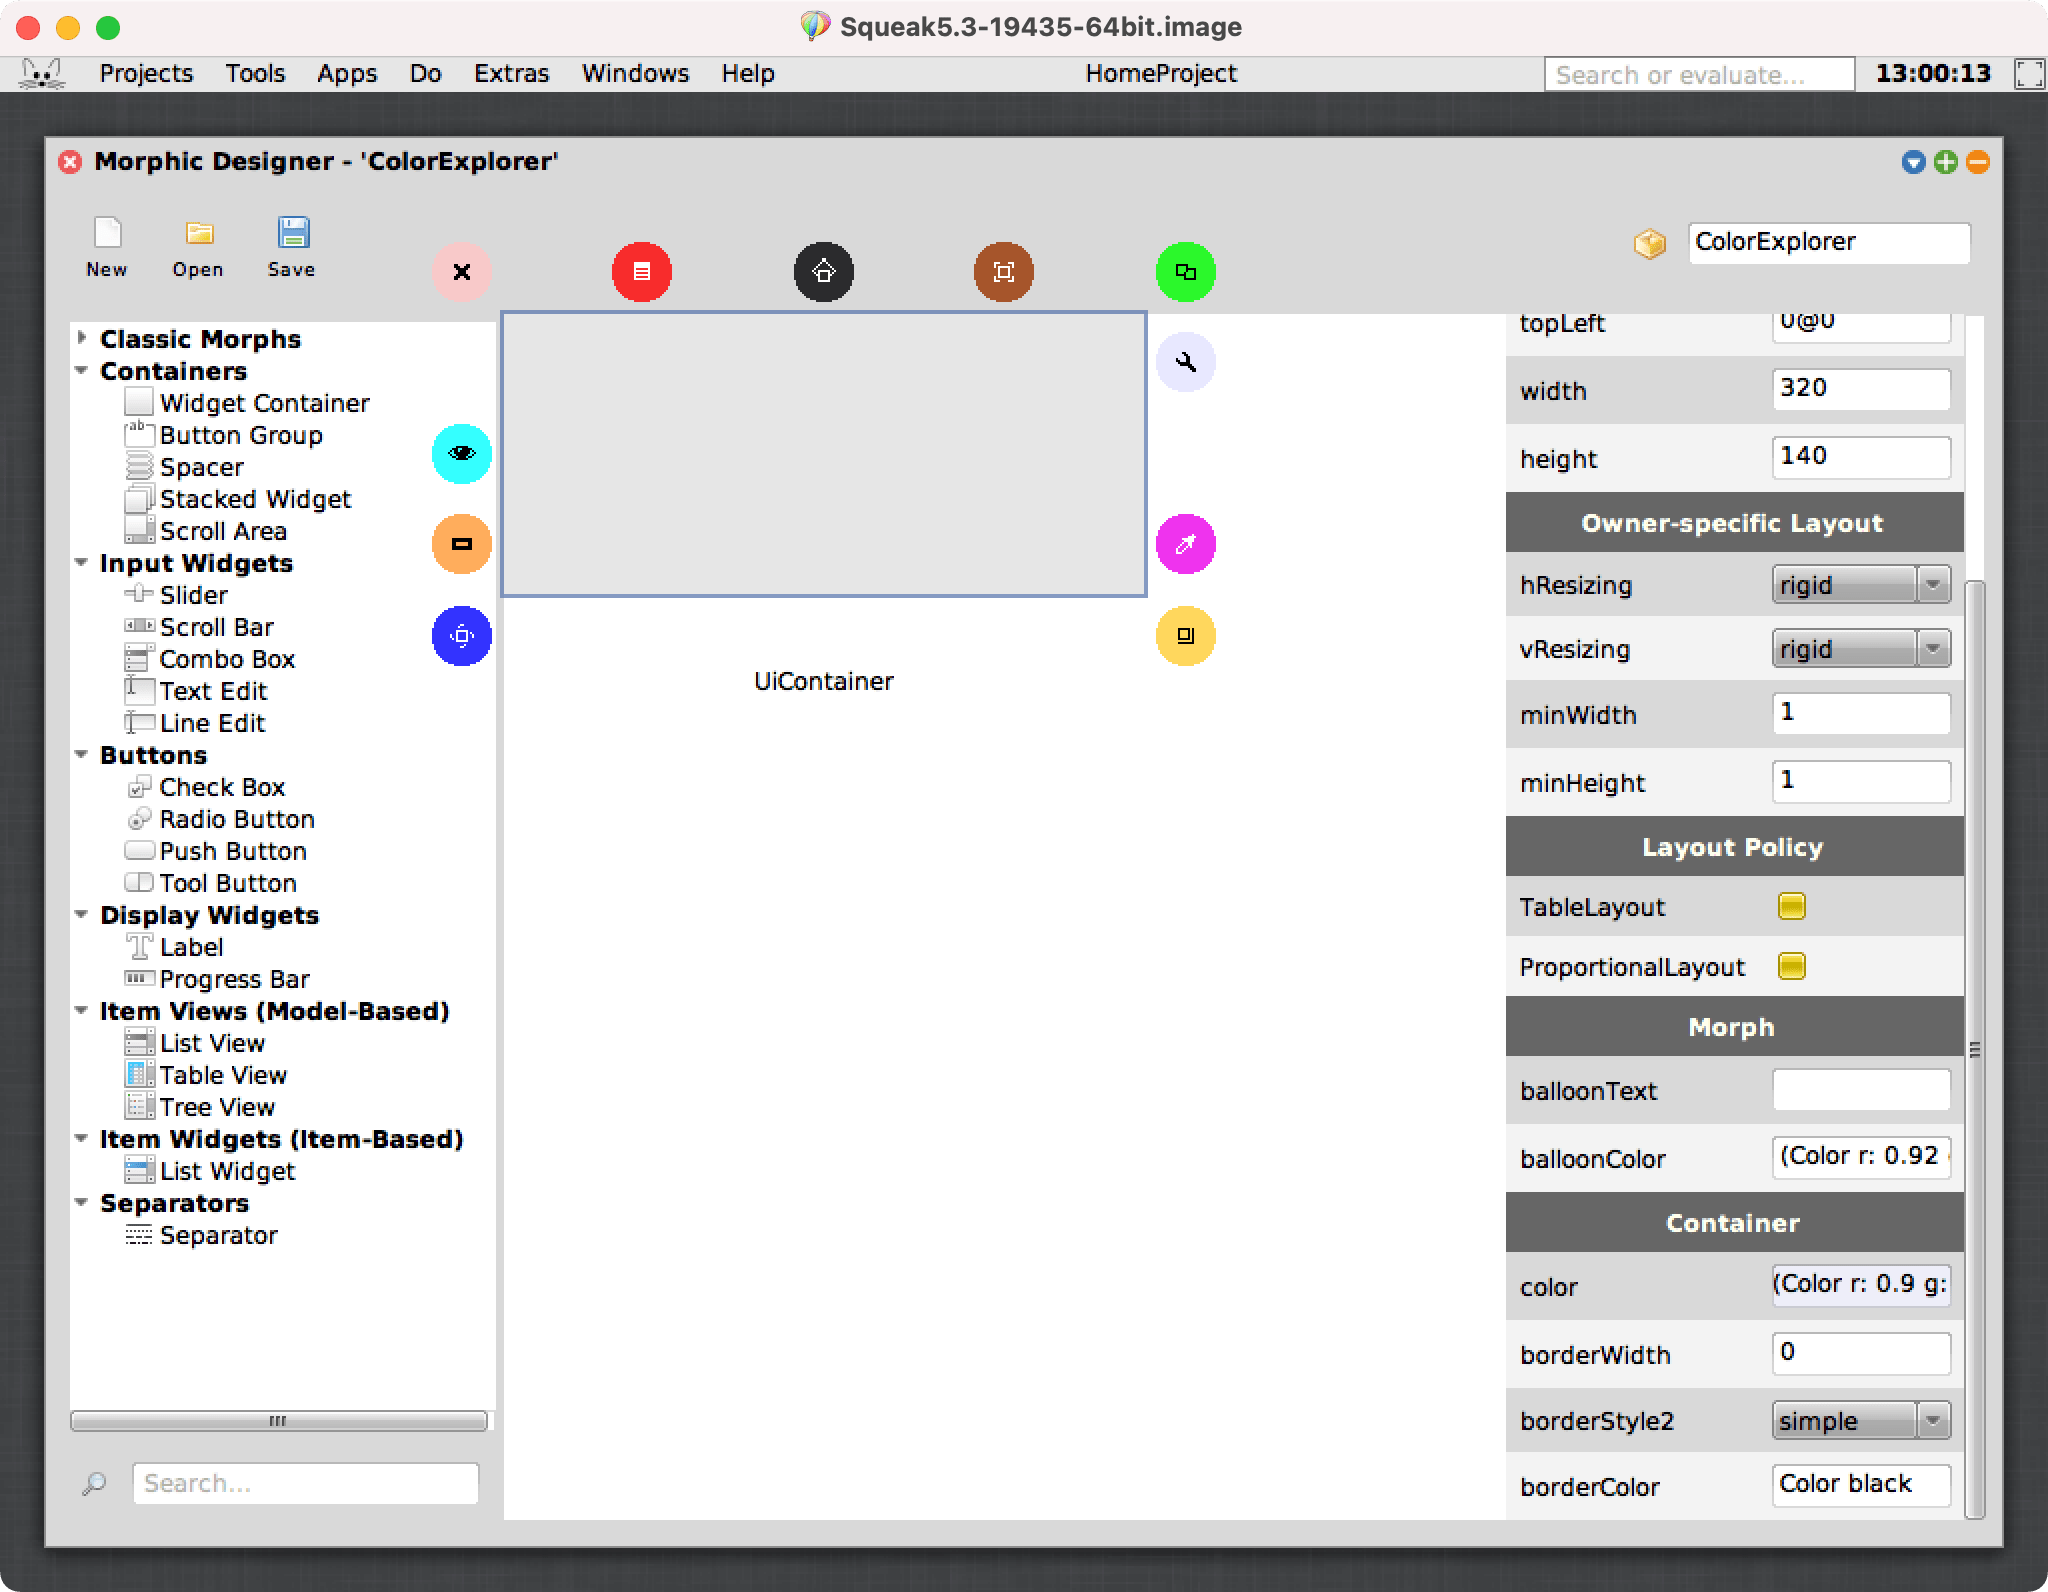 Squeak5.3-19435-64bit.image
Projects Tools Apps Do Extras Windows Help HomeProject Search or evaluate... 13:00:13
Morphic Designer - 'ColorExplorer'
New Open Save
ColorExplorer
Classic Morphs
Containers
Widget Container
ab
Button Group
Spacer
Stacked Widget
Scroll Area
Input Widgets
Slider
Scroll Bar
Combo Box
Text Edit
Line Edit
Buttons
Check Box
Radio Button
Push Button
Tool Button
Display Widgets
Label
Progress Bar
Item Views (Model-Based)
List View
Table View
Tree View
Item Widgets (Item-Based)
List Widget
Separators
Separator
Search...
UiContainer
topLeft 0@0
width 320
height 140
Owner-specific Layout
hResizing rigid
vResizing rigid
minWidth 1
minHeight 1
Layout Policy
TableLayout
ProportionalLayout
Morph
balloonText
balloonColor (Color r: 0.92
Container
color (Color r: 0.9 g:
borderWidth 0
borderStyle2 simple
borderColor Color black